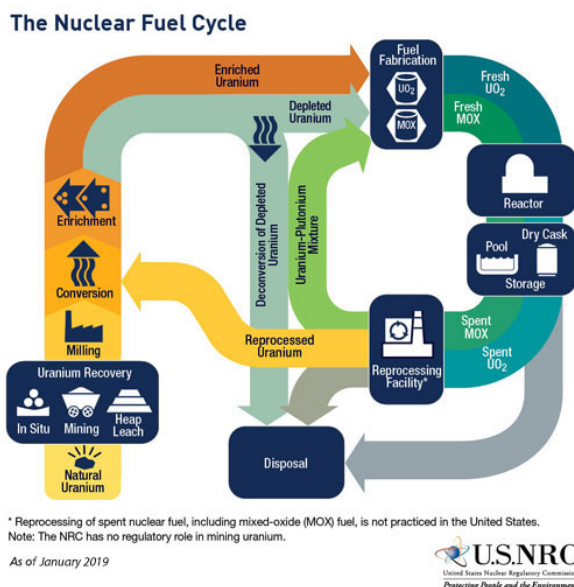 The Nuclear Fuel Cycle
Enriched
Uranium
Depleted
Uranium
Fuel
Fabrication
UO2
MOX
Fresh
UO2
Fresh
MOX
Reactor
Pool
Dry Cask
Storage
Enrichment
Deconversion of Depleted
Uranium
Uranium-Plutonium
Mixture
Conversion
Reprocessed
Uranium
Reprocessing
Facility*
Spent
MOX
Spent
UO2
Milling
Uranium Recovery
In Situ
Mining
Heap
Leach
Natural
Uranium
Disposal
* Reprocessing of spent nuclear fuel, including mixed-oxide (MOX) fuel, is not practiced in the United States.
Note: The NRC has no regulatory role in mining uranium.
As of January 2019
U.S.NRC
United States Nuclear Regulatory Commissio
Protecting People and the Environmen